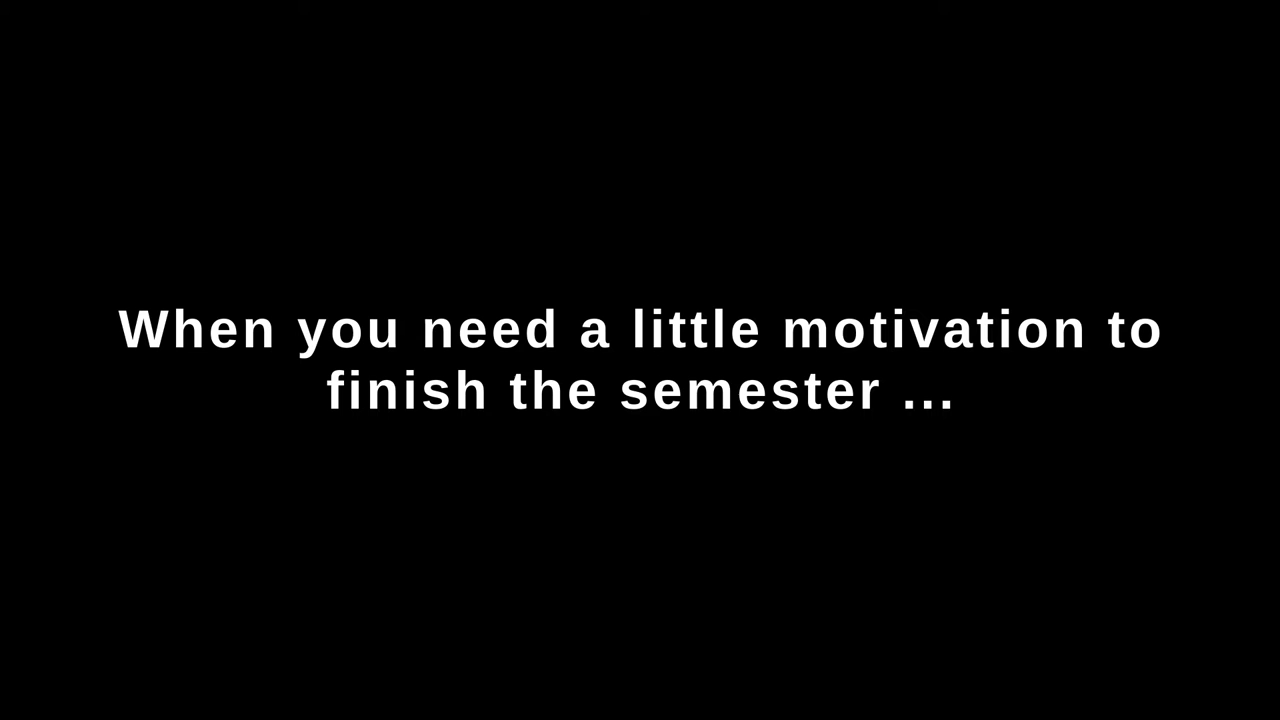 When you need a little motivation to
finish the semester ...